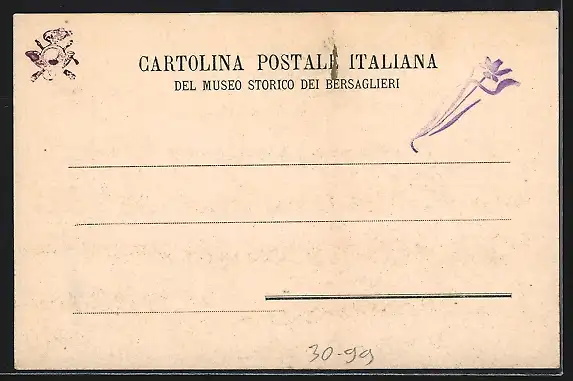 CARTOLINA POSTALE ITALIANA
DEL MUSEO STORICO DEI BERSAGLIERI
30-99